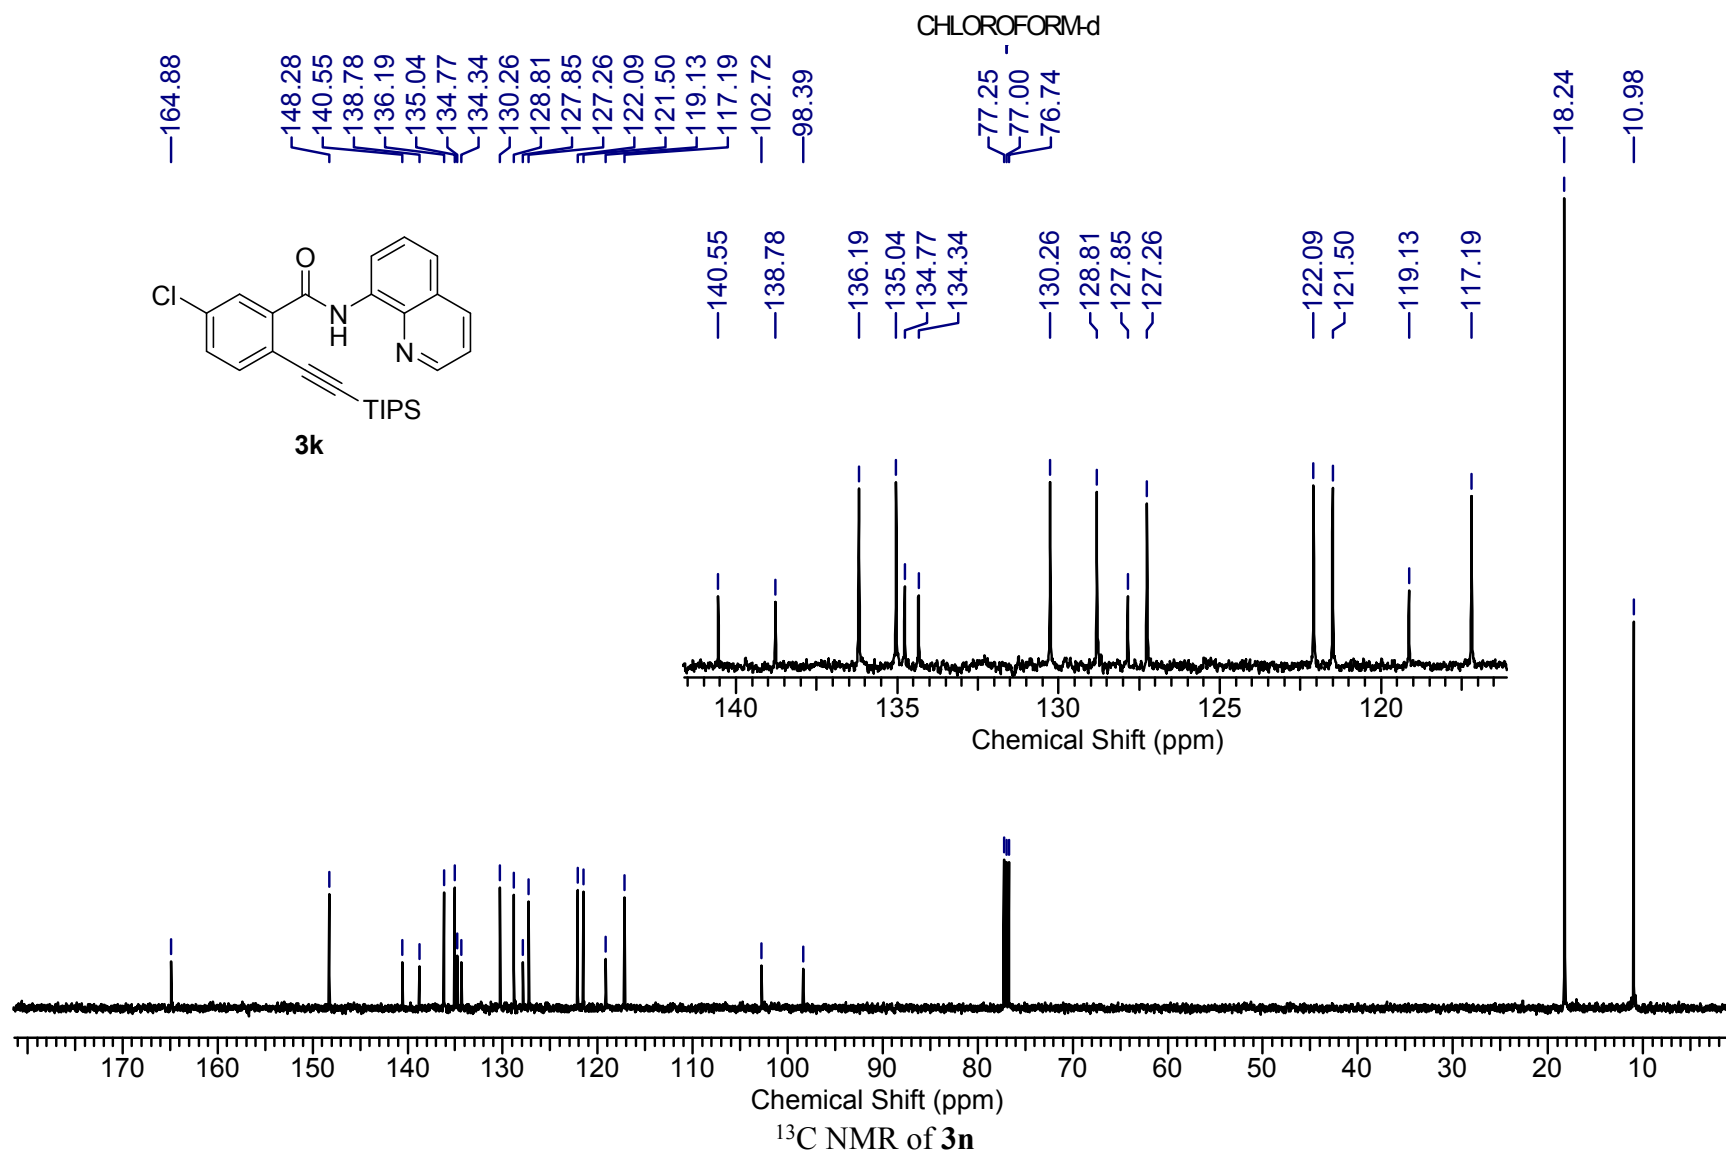 CHLOROFORM-d
164.88
148.28
140.55
138.78
136.19
135.04
134.77
134.34
130.26
128.81
127.85
127.26
122.09
121.50
119.13
117.19
102.72
98.39
77.25
77.00
76.74
18.24
10.98
140.55
138.78
136.19
135.04
134.77
134.34
130.26
128.81
127.85
127.26
122.09
121.50
119.13
117.19
O
Cl
N
H
N
TIPS
3k
140 135 130 125 120
Chemical Shift (ppm)
170 160 150 140 130 120 110 100 90 80 70 60 50 40 30 20 10
Chemical Shift (ppm)
¹³C NMR of 3n